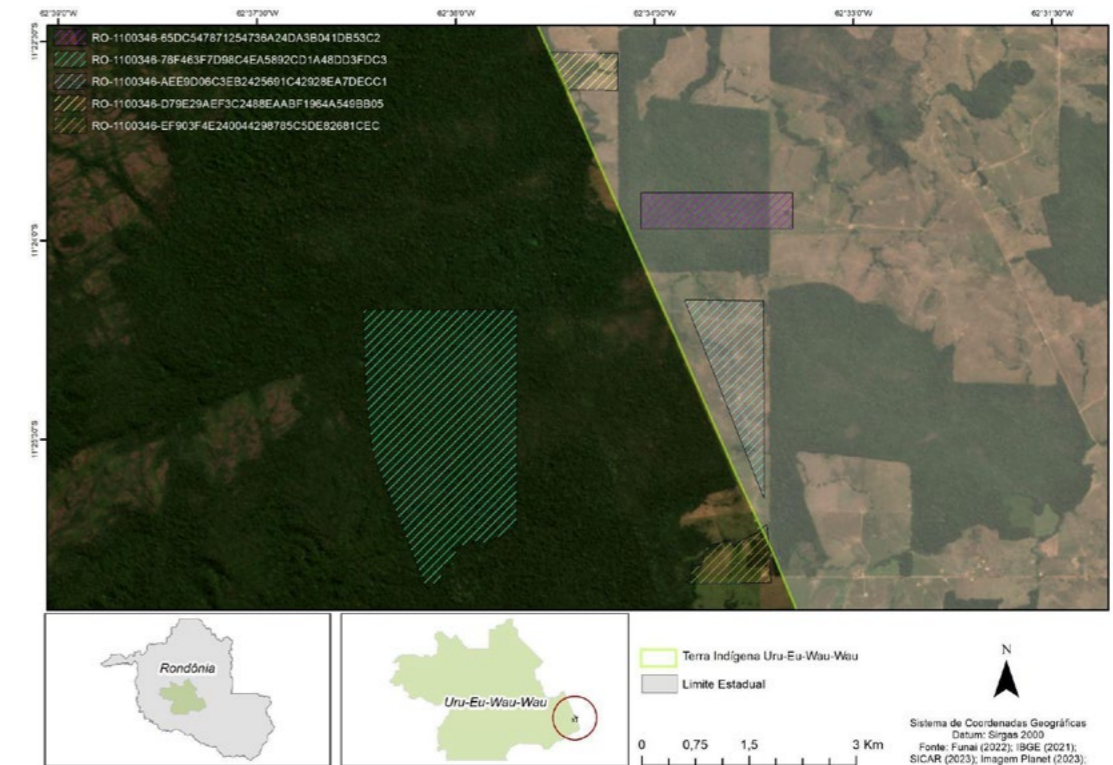 62°37'30"W
62°36'0"W
62°34'30"W
62°33'0"W
62°31'30"W
RO-1100346-65DC547871254736A24DA3B041DB53C2
RO-1100346-78F463F7D98C4EA5892CD1A48DD3FDC3
RO-1100346-AEE9D06C3EB2425691C42928EA7DECC1
RO-1100346-D79E29AEF3C2488EAABF1964A549BB05
RO-1100346-EF903F4E240044298785C5DE82681CEC
Rondônia
Uru-Eu-Wau-Wau
Terra Indígena Uru-Eu-Wau-Wau
Limite Estadual
0 0,75 1,5 3 Km
N
Sistema de Coordenadas Geográficas
Datum: Sirgas 2000
Fonte: Funai (2022); IBGE (2021);
SICAR (2023); Imagem Planet (2023);